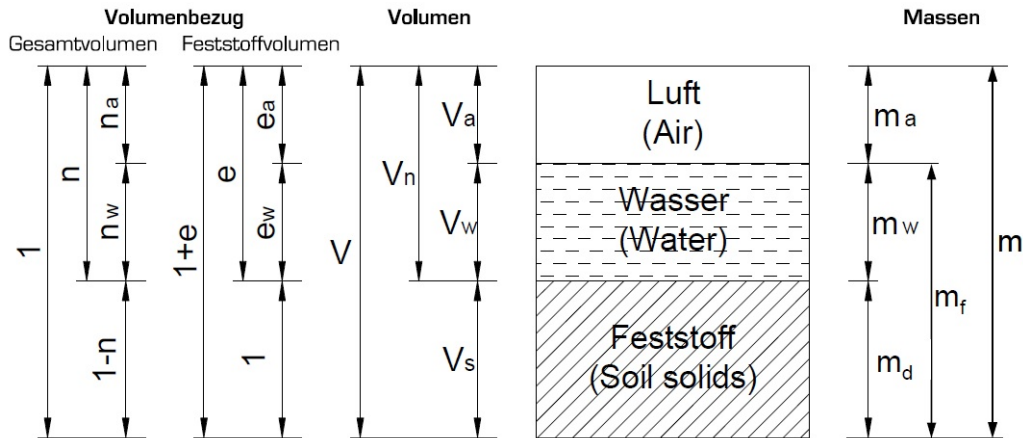 Volumenbezug
Gesamtvolumen Feststoffvolumen
Volumen
Massen
1
n
na
nw
1-n
1+e
e
ea
ew
1
V
Vn
Va
Vw
Vs
Luft
(Air)
Wasser
(Water)
Feststoff
(Soil solids)
ma
mw
md
mf
m